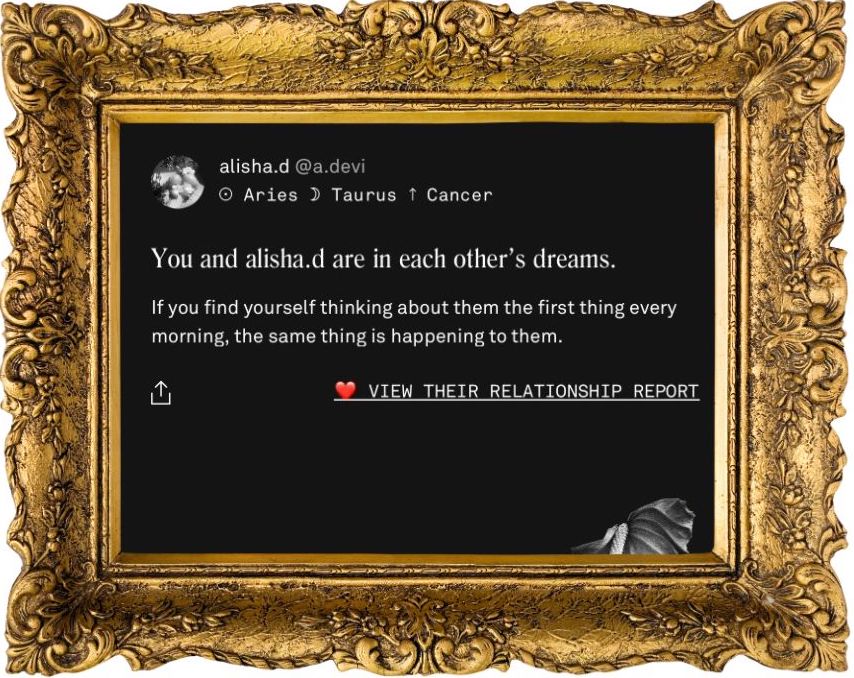 alisha.d @a.devi
☉ Aries ☽ Taurus ↑ Cancer
You and alisha.d are in each other’s dreams.
If you find yourself thinking about them the first thing every
morning, the same thing is happening to them.
❤️ VIEW THEIR RELATIONSHIP REPORT